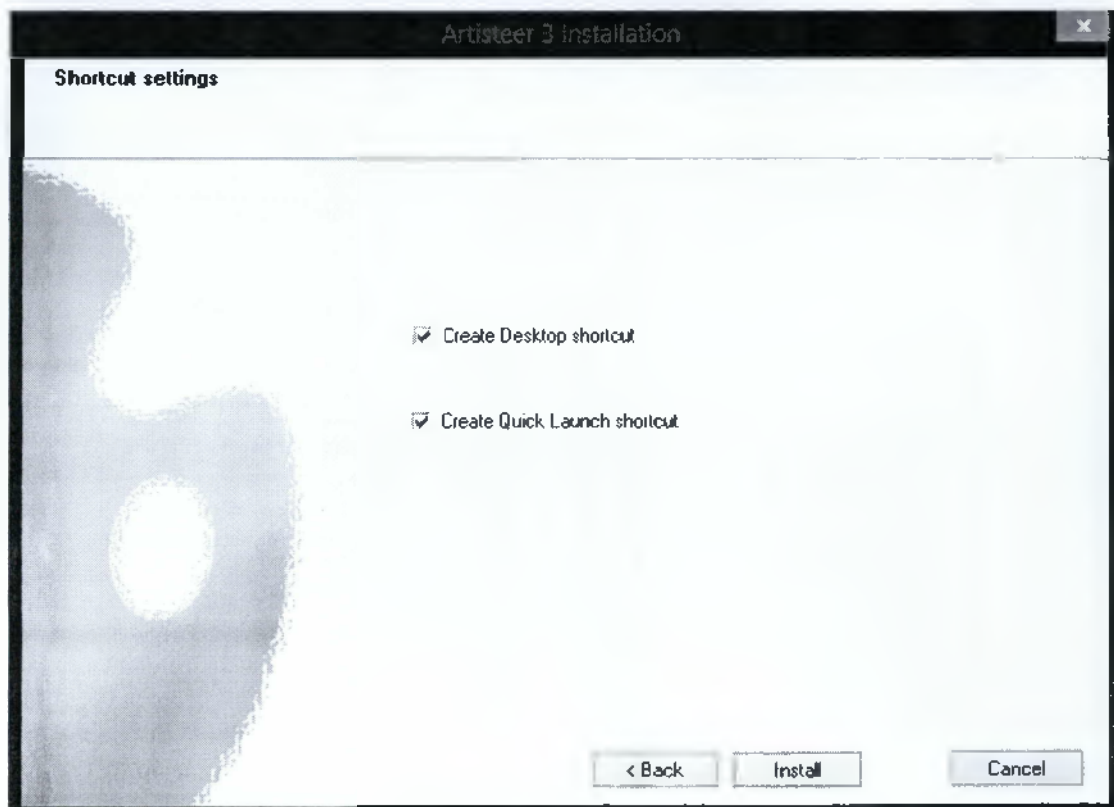 Artisteer 3 Installation
Shortcut settings
Create Desktop shortcut
Create Quick Launch shortcut
< Back
Install
Cancel